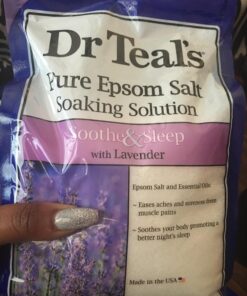 Dr Teal's
Pure Epsom Salt
Soaking Solution
Soothe & Sleep
with Lavender
Epsom Salt and Essential Oils:
~ Eases aches and soreness from
muscle pains
~ Soothes your body promoting a
better night's sleep
Made in the USA